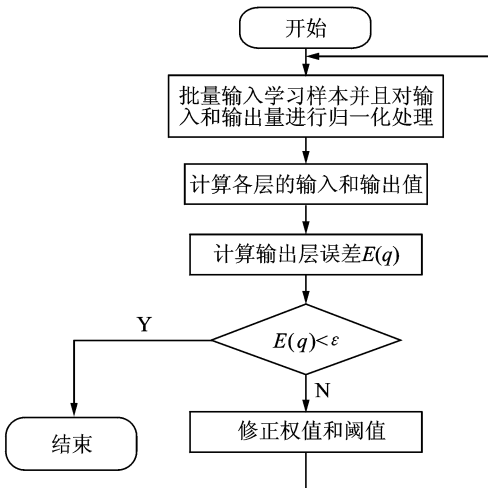 开始
批量输入学习样本并且对输
入和输出量进行归一化处理
计算各层的输入和输出值
计算输出层误差E(q)
E(q)<ε
Y
N
结束
修正权值和阈值